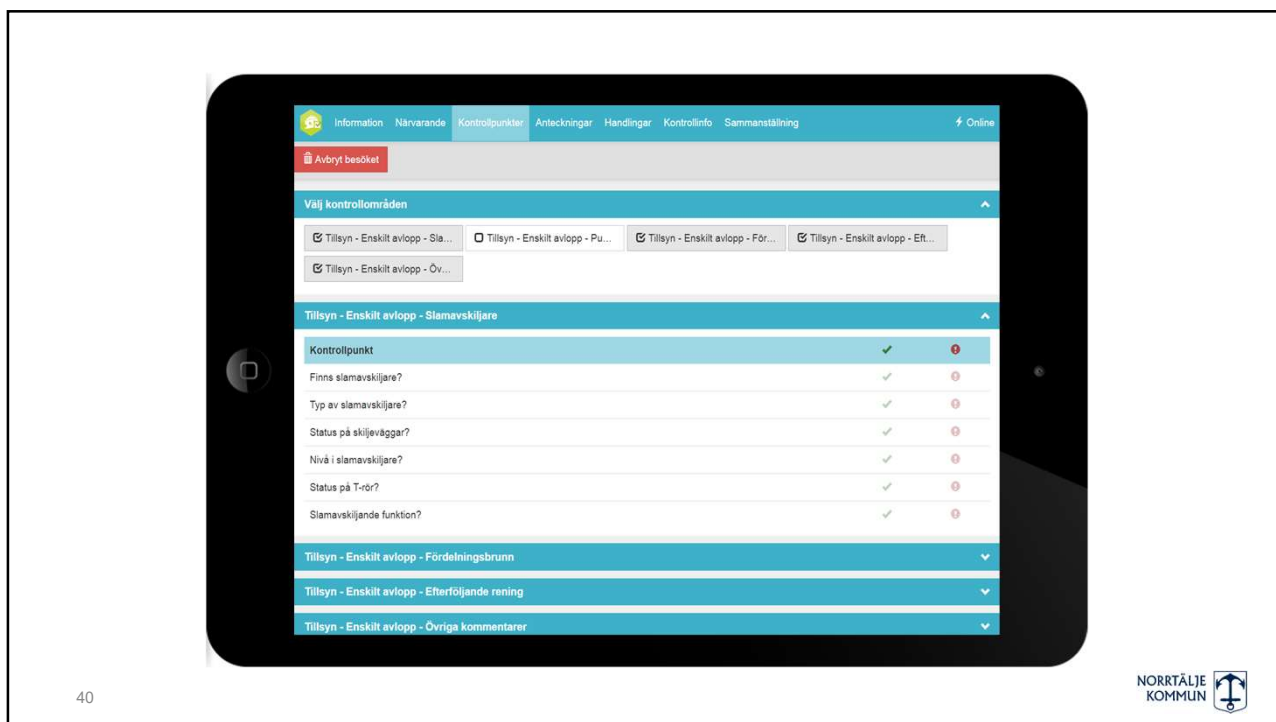 Information Närvarande Kontrollpunkter Anteckningar Handlingar Kontrollinfo Sammanställning Online
Avbryt besöket
Välj kontrollområden
Tillsyn - Enskilt avlopp - Sla... Tillsyn - Enskilt avlopp - Pu... Tillsyn - Enskilt avlopp - För... Tillsyn - Enskilt avlopp - Eft...
Tillsyn - Enskilt avlopp - Öv...
Tillsyn - Enskilt avlopp - Slamavskiljare
Kontrollpunkt
Finns slamavskiljare?
Typ av slamavskiljare?
Status på skiljeväggar?
Nivå i slamavskiljare?
Status på T-rör?
Slamavskiljande funktion?
Tillsyn - Enskilt avlopp - Fördelningsbrunn
Tillsyn - Enskilt avlopp - Efterföljande rening
Tillsyn - Enskilt avlopp - Övriga kommentarer
40
NORRTÄLJE
KOMMUN